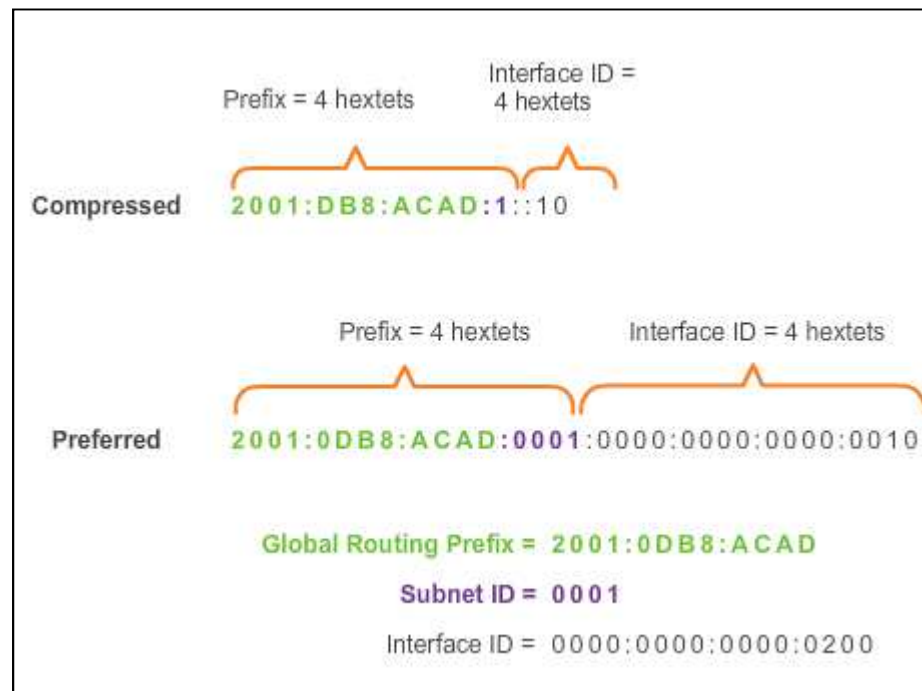 Prefix = 4 hextets
Interface ID =
4 hextets
Compressed 2001:DB8:ACAD:1::10
Prefix = 4 hextets Interface ID = 4 hextets
Preferred 2001:0DB8:ACAD:0001:0000:0000:0000:0010
Global Routing Prefix = 2001:0DB8:ACAD
Subnet ID = 0001
Interface ID = 0000:0000:0000:0200